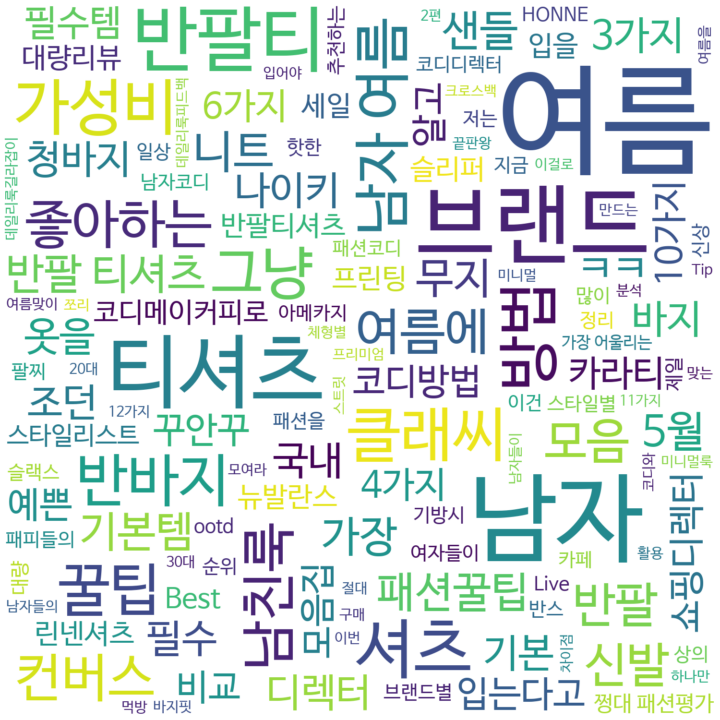 필수템
반팔티
2편
샌들
HONNE
3가지
여름을
대량리뷰
입어야
추천하는
코디디렉터
입을
여름
가성비
6가지
세일
남자 여름
알고
크로스백
저는
끝판왕
데일리룩피드백
데일리룩길라잡이
청바지
일상
니트
핫한
슬리퍼
지금
이걸로
남자코디
나이키
좋아하는
반팔티셔츠
브랜드
만드는
10가지
신상
패션코디
반팔 티셔츠
그냥
프린팅
무지
미니멀
ㅋㅋ
Tip
여름맞이
쪼리
코디메이커피로
아메카지
여름에
방법
많이
분석
정리
바지
옷을
티셔츠
체형별
프리미엄
가장 어울리는
팔찌
20대
코디방법
카라티
제일
맞는
조던
12가지
스트릿
이건
스타일별
11가지
스타일리스트
꾸안꾸
패션을
국내
클래씨
모음
5월
슬랙스
반바지
모여라
뉴발란스
4가지
남자
남자들이
코디와
미니멀룩
예쁜
기본템
ootd
가장
기방시
쇼핑디렉터
패피들의
30대
순위
여자들이
카페
활용
대량
꿀팁
남친룩
모음집
절대
패션꿀팁
Live
반팔
남자들의
Best
구매
반스
린넨셔츠
필수
이번
셔츠
기본
차이점
신발
상의
하나만
컨버스
비교
디렉터
브랜드별
입는다고
쩡대 패션평가
먹방
바지핏